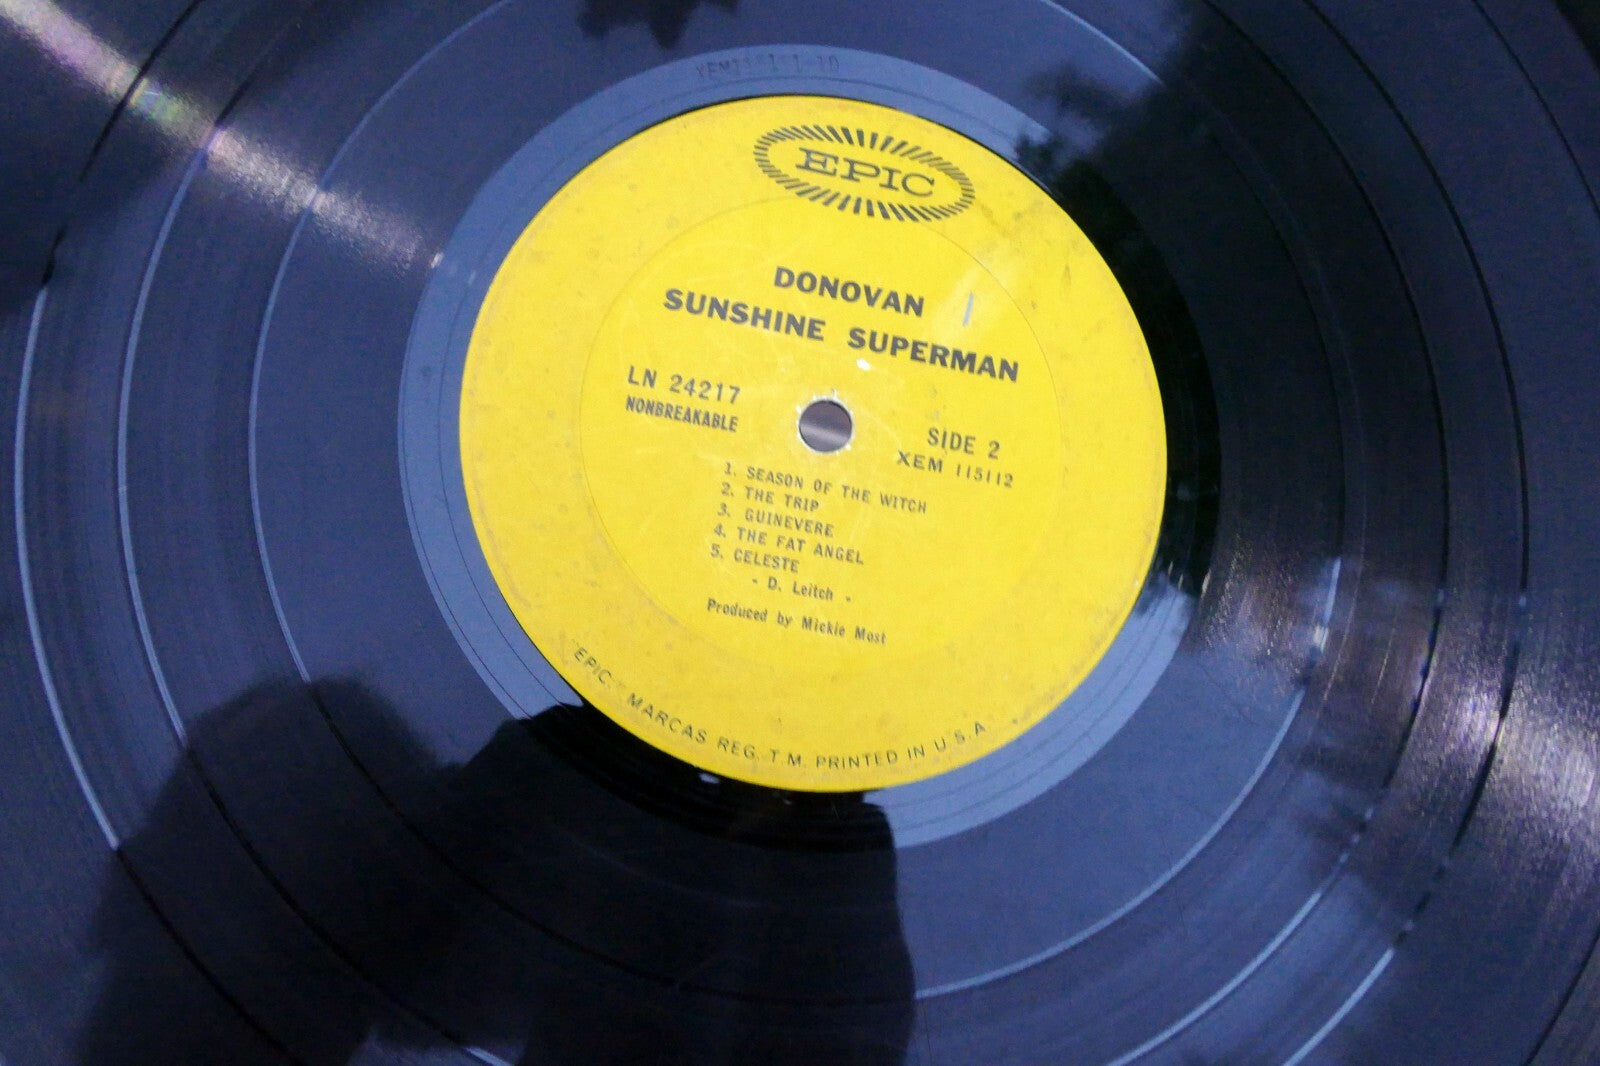 EPIC
DONOVAN
SUNSHINE SUPERMAN
LN 24217
NONBREAKABLE
SIDE 2
XEM 115112
1. SEASON OF THE WITCH
2. THE TRIP
3. GUINEVERE
4. THE FAT ANGEL
5. CELESTE
- D. Leitch -
Produced by Mickie Most
"EPIC," MARCAS REG. T.M. PRINTED IN U.S.A.